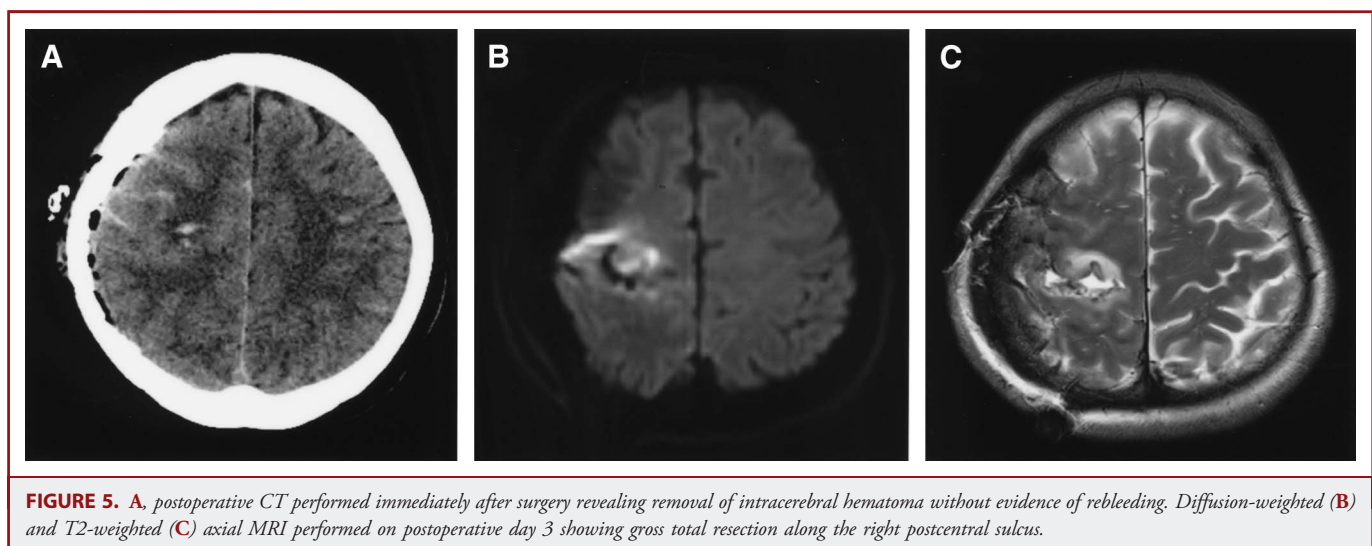 A
B
C
FIGURE 5. A, postoperative CT performed immediately after surgery revealing removal of intracerebral hematoma without evidence of rebleeding. Diffusion-weighted (B)
and T2-weighted (C) axial MRI performed on postoperative day 3 showing gross total resection along the right postcentral sulcus.